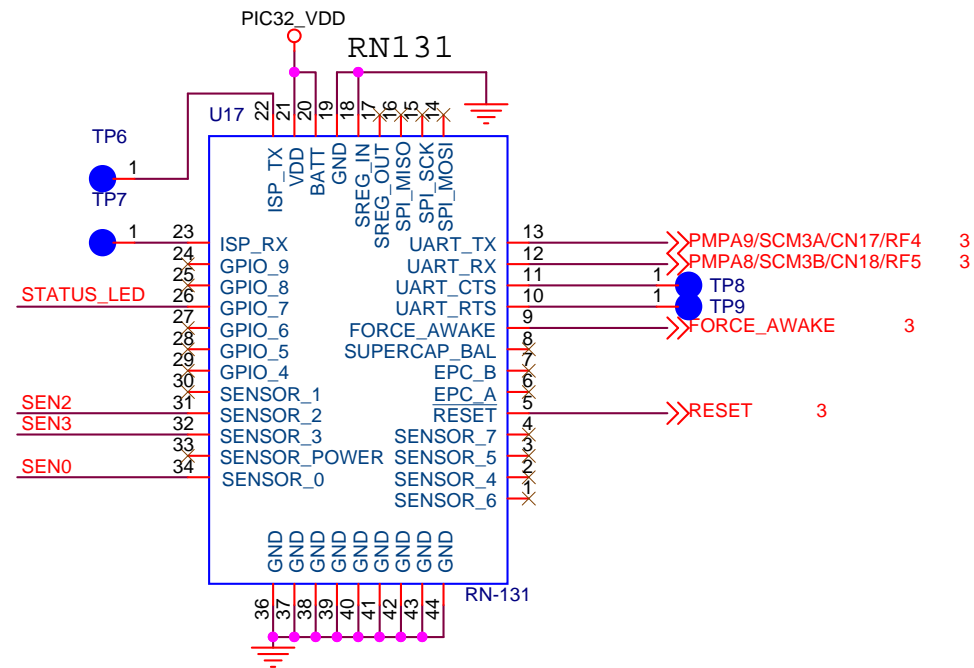 PIC32_VDD
RN131
U17
22
21
20
19
18
17
16
15
14
TP6
1
TP7
1
ISP_TX
VDD
BATT
GND
SREG_IN
SREG_OUT
SPI_MISO
SPI_SCK
SPI_MOSI
23 ISP_RX
24 GPIO_9
25 GPIO_8
STATUS_LED 26 GPIO_7
27 GPIO_6
28 GPIO_5
29 GPIO_4
30 SENSOR_1
SEN2 31 SENSOR_2
SEN3 32 SENSOR_3
33 SENSOR_POWER
SEN0 34 SENSOR_0
UART_TX 13 PMPA9/SCM3A/CN17/RF4 3
UART_RX 12 PMPA8/SCM3B/CN18/RF5 3
UART_CTS 11 1 TP8
UART_RTS 10 1 TP9
FORCE_AWAKE 9 FORCE_AWAKE 3
SUPERCAP_BAL 8
EPC_B 7
EPC_A 6
RESET 5 RESET 3
SENSOR_7 4
SENSOR_5 3
SENSOR_4 2
SENSOR_6 1
GND GND GND GND GND GND GND GND GND
RN-131
36 37 38 39 40 41 42 43 44